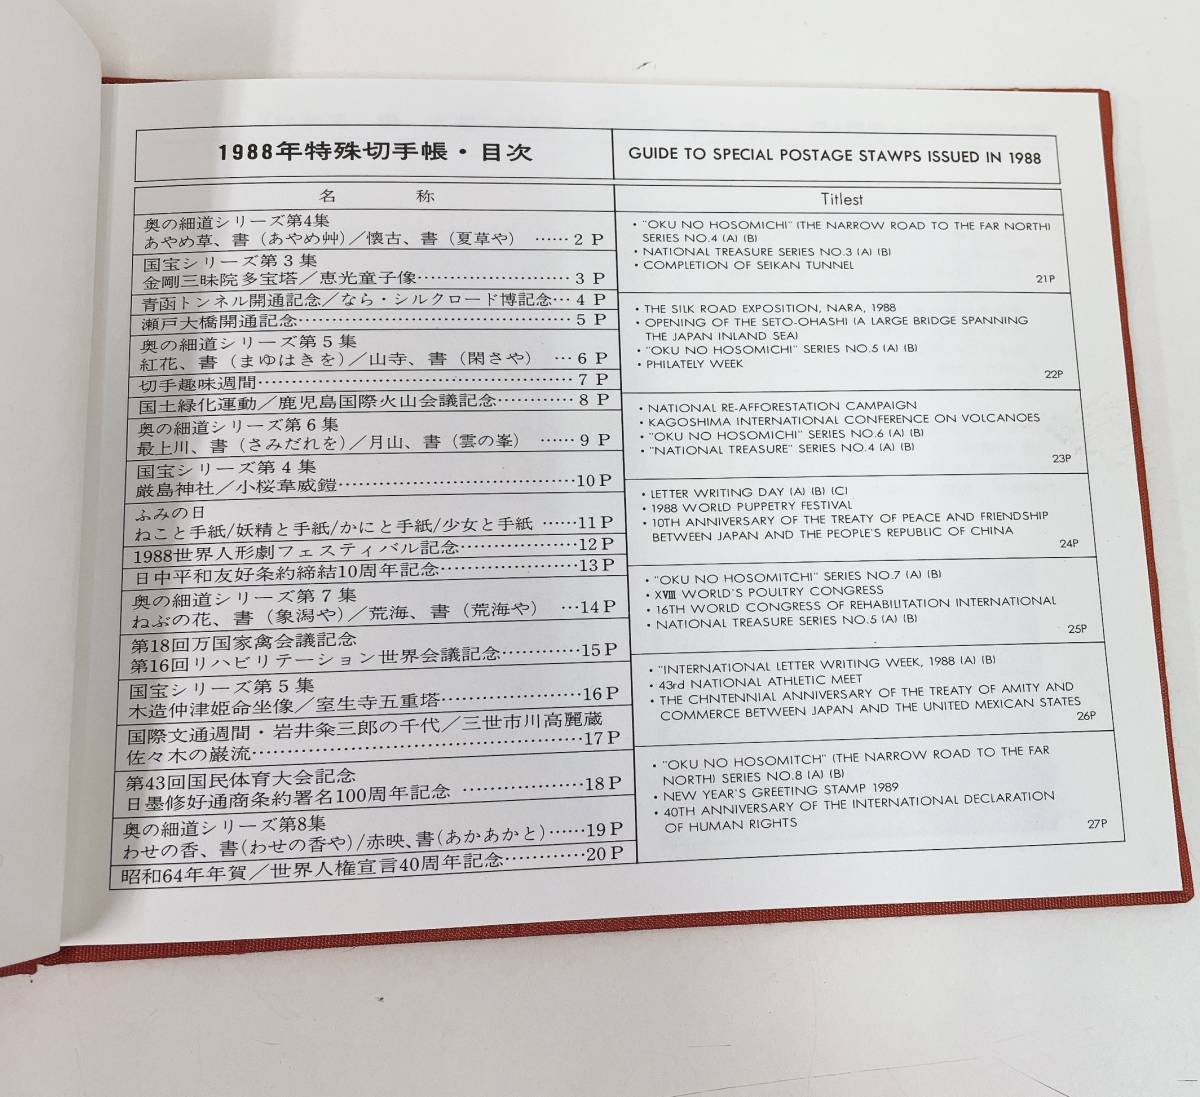 1988年特殊切手帳・目次
名 称
奥の細道シリーズ第4集
あやめ草、書（あやめ艸）／懐古、書（夏草や） ……2 P
国宝シリーズ第３集
金剛三昧院多宝塔／恵光童子像……………………3 P
青函トンネル開通記念／なら・シルクロード博記念…4 P
瀬戸大橋開通記念……………………………………5 P
奥の細道シリーズ第５集
紅花、書（まゆはきを）／山寺、書（閑さや） …6 P
切手趣味週間…………………………………………7 P
国土緑化運動／鹿児島国際火山会議記念…………8 P
奥の細道シリーズ第６集
最上川、書（さみだれを）／月山、書（雲の峯） ……9 P
国宝シリーズ第４集
厳島神社／小桜韋威鎧………………………………10 P
ふみの日
ねこと手紙/妖精と手紙/かにと手紙/少女と手紙 ……11 P
1988世界人形劇フェスティバル記念………………12 P
日中平和友好条約締結10周年記念…………………13 P
奥の細道シリーズ第７集
ねぶの花、書（象潟や）／荒海、書（荒海や） …14 P
第18回万国家禽会議記念
第16回リハビリテーション世界会議記念…………15 P
国宝シリーズ第５集
木造仲津姫命坐像／室生寺五重塔…………………16 P
国際文通週間・岩井粂三郎の千代／三世市川高麗蔵
佐々木の巌流……………………………………………17 P
第43回国民体育大会記念
日墨修好通商条約署名100周年記念 ………………18 P
奥の細道シリーズ第8集
わせの香、書(わせの香や)/赤映、書(あかあかと)……19 P
昭和64年年賀／世界人権宣言40周年記念…………20 P
GUIDE TO SPECIAL POSTAGE STAWPS ISSUED IN 1988
Titlest
・"OKU NO HOSOMICHI" (THE NARROW ROAD TO THE FAR NORTH)
SERIES NO.4 (A) (B)
・NATIONAL TREASURE SERIES NO.3 (A) (B)
・COMPLETION OF SEIKAN TUNNEL
21P
・THE SILK ROAD EXPOSITION, NARA, 1988
・OPENING OF THE SETO-OHASHI (A LARGE BRIDGE SPANNING
THE JAPAN INLAND SEA)
・"OKU NO HOSOMICHI" SERIES NO.5 (A) (B)
・PHILATELY WEEK
22P
・NATIONAL RE-AFFORESTATION CAMPAIGN
・KAGOSHIMA INTERNATIONAL CONFERENCE ON VOLCANOES
・"OKU NO HOSOMICHI" SERIES NO.6 (A) (B)
・"NATIONAL TREASURE" SERIES NO.4 (A) (B)
23P
・LETTER WRITING DAY (A) (B) (C)
・1988 WORLD PUPPETRY FESTIVAL
・10TH ANNIVERSARY OF THE TREATY OF PEACE AND FRIENDSHIP
BETWEEN JAPAN AND THE PEOPLE'S REPUBLIC OF CHINA
24P
・"OKU NO HOSOMITCHI" SERIES NO.7 (A) (B)
・XVIII WORLD'S POULTRY CONGRESS
・16TH WORLD CONGRESS OF REHABILITATION INTERNATIONAL
・NATIONAL TREASURE SERIES NO.5 (A) (B)
25P
・"INTERNATIONAL LETTER WRITING WEEK, 1988 (A) (B)
・43rd NATIONAL ATHLETIC MEET
・THE CHNTENNIAL ANNIVERSARY OF THE TREATY OF AMITY AND
COMMERCE BETWEEN JAPAN AND THE UNITED MEXICAN STATES
26P
・"OKU NO HOSOMITCH" (THE NARROW ROAD TO THE FAR
NORTH) SERIES NO.8 (A) (B)
・NEW YEAR'S GREETING STAMP 1989
・40TH ANNIVERSARY OF THE INTERNATIONAL DECLARATION
OF HUMAN RIGHTS
27P